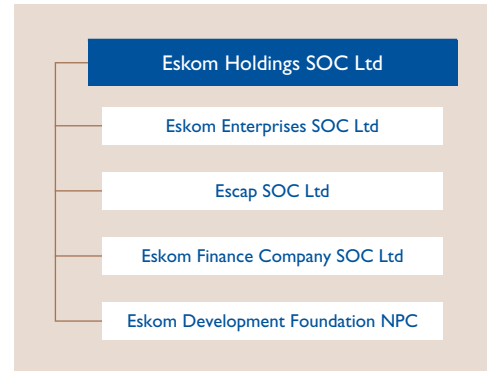 Eskom Holdings SOC Ltd
Eskom Enterprises SOC Ltd
Escap SOC Ltd
Eskom Finance Company SOC Ltd
Eskom Development Foundation NPC